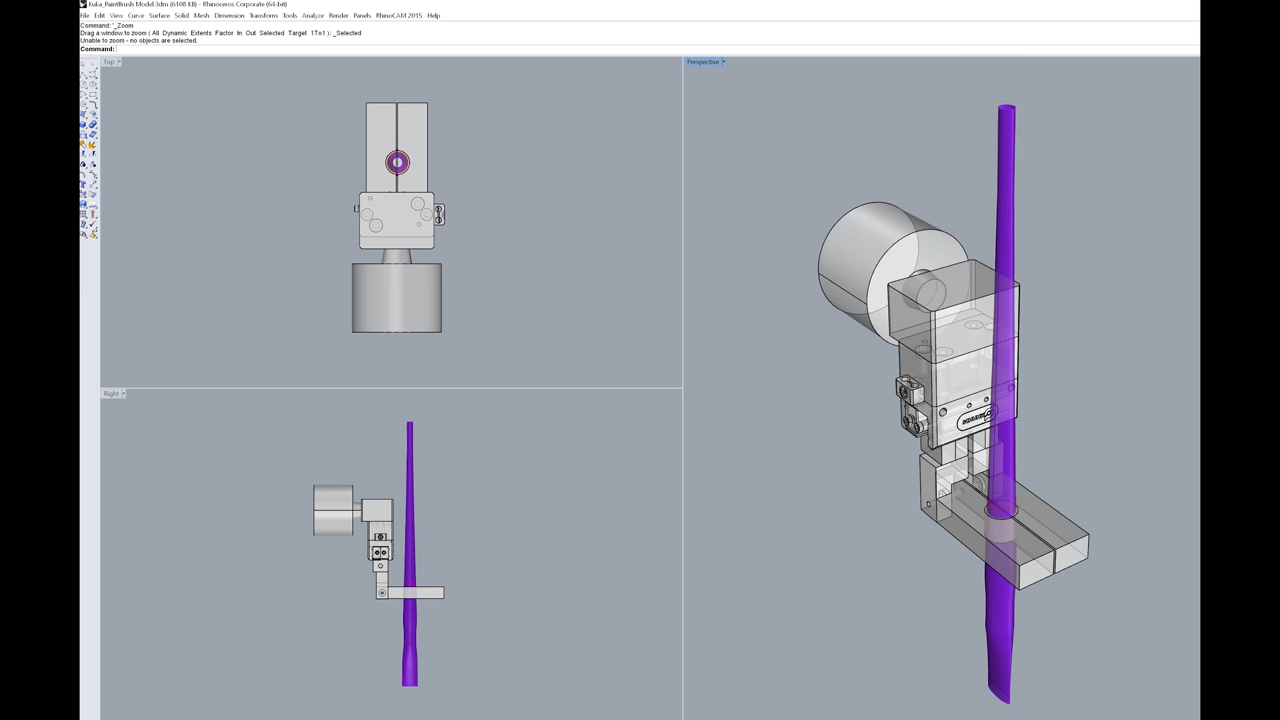 Kuka_PaintBrush Model.3dm (6108 KB) - Rhinoceros Corporate (64-bit)
File Edit View Curve Surface Solid Mesh Dimension Transforms Tools Analyze Render Panels RhinoCAM 2015 Help
Command: '_Zoom
Drag a window to zoom ( All Dynamic Extents Factor In Out Selected Target 1To1 ): _Selected
Unable to zoom - no objects are selected.
Command:
Top
Perspective
Right